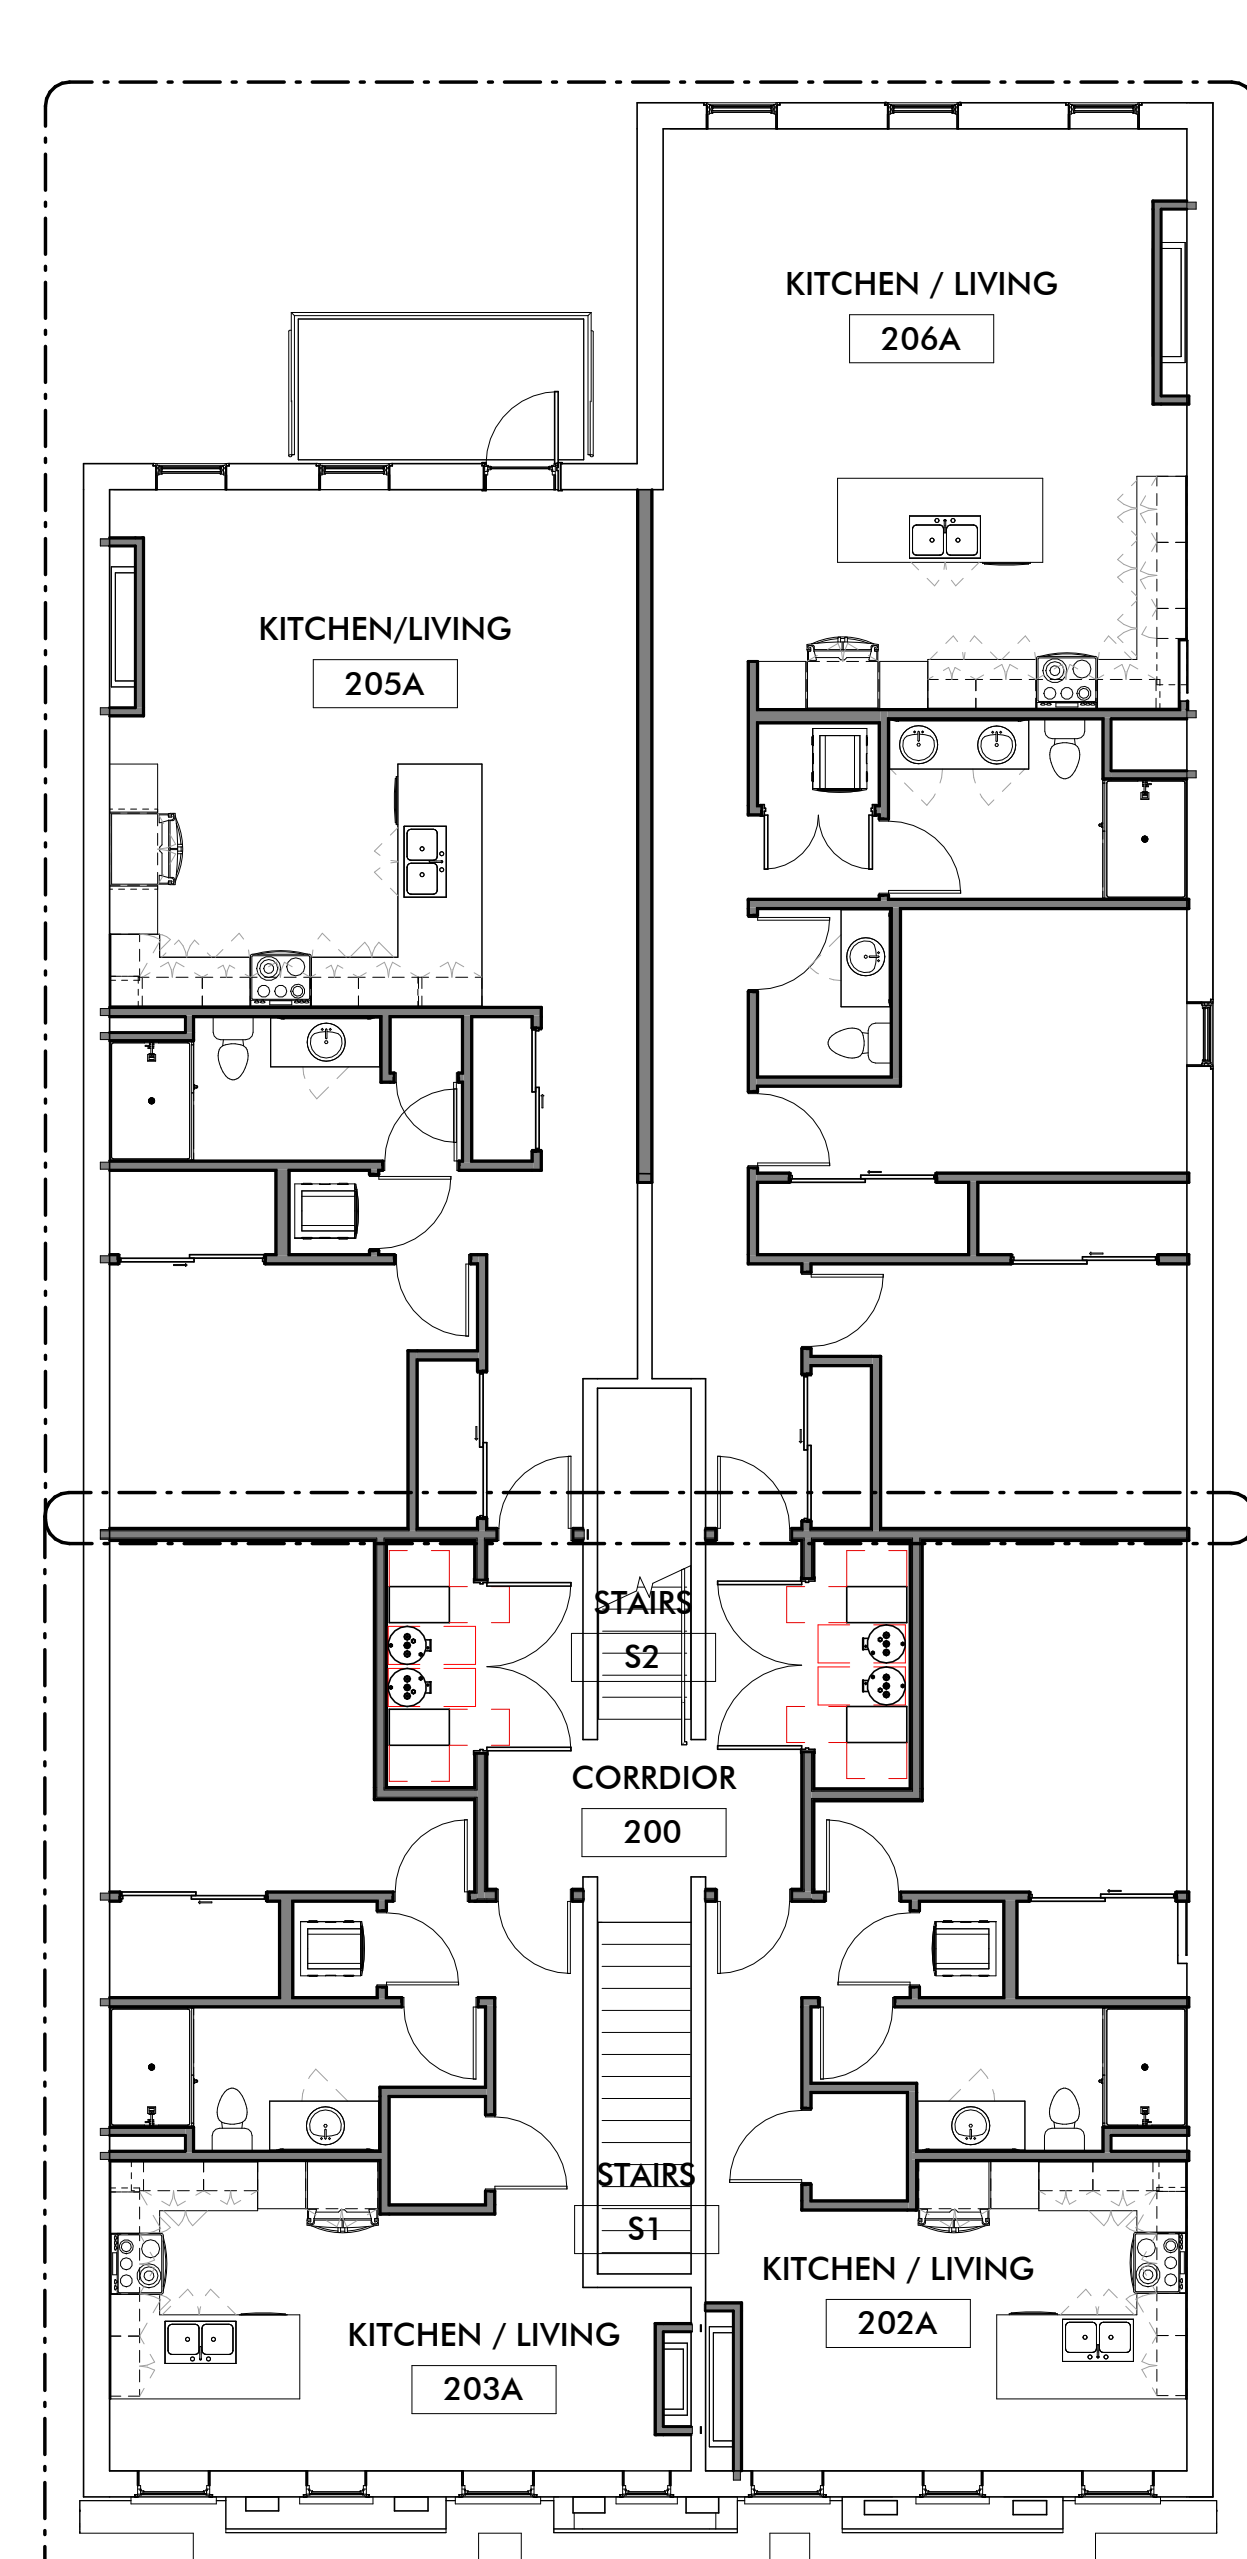 KITCHEN / LIVING
206A
KITCHEN/LIVING
205A
STAIRS
S2
CORRDIOR
200
STAIRS
S1
KITCHEN / LIVING
202A
KITCHEN / LIVING
203A